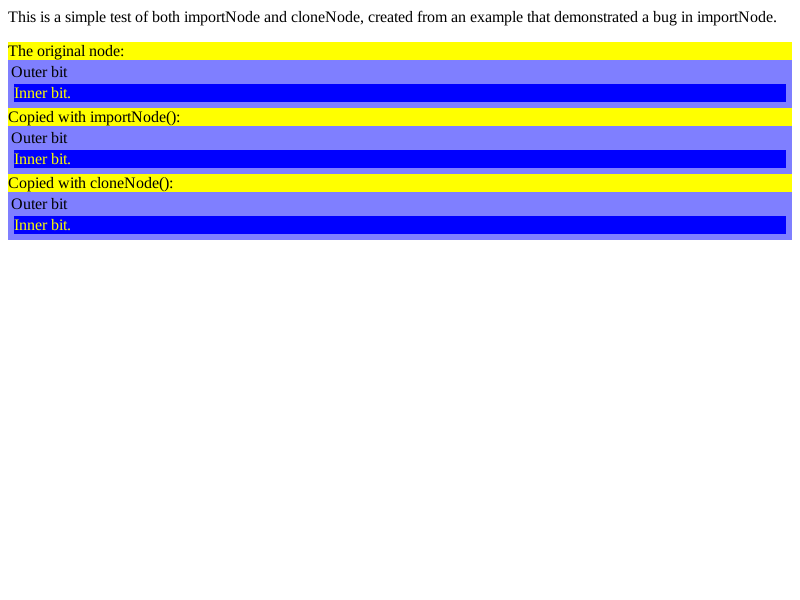 This is a simple test of both importNode and cloneNode, created from an example that demonstrated a bug in importNode.
The original node:
Outer bit
Inner bit.
Copied with importNode():
Outer bit
Inner bit.
Copied with cloneNode():
Outer bit
Inner bit.